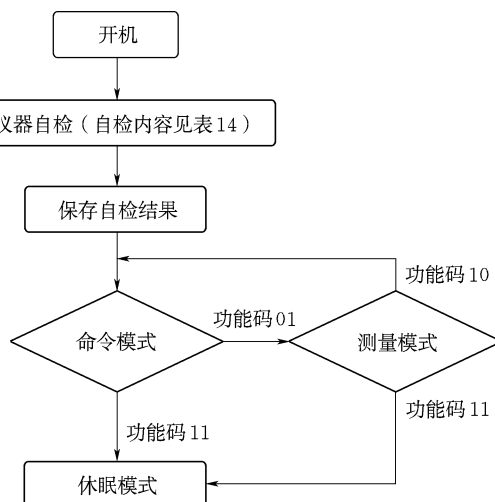 开机
仪器自检（自检内容见表14）
保存自检结果
功能码10
功能码01
命令模式
测量模式
功能码11
功能码11
休眠模式